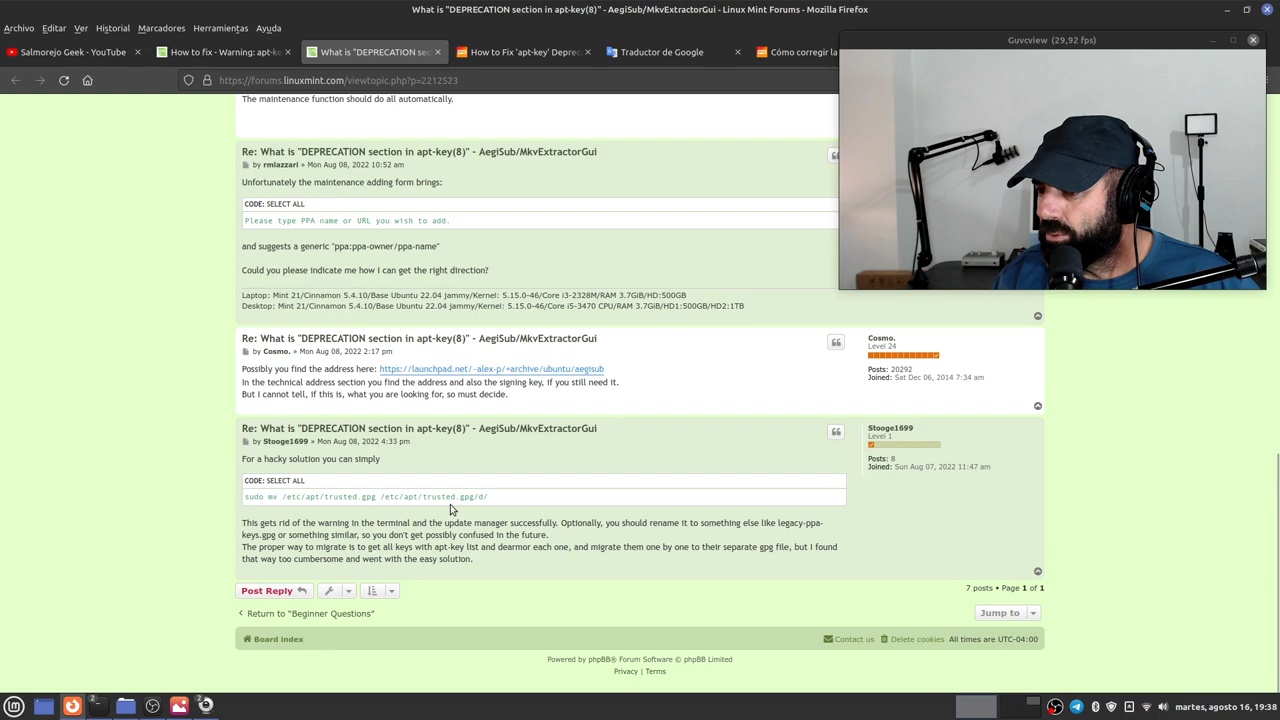 What is "DEPRECATION section in apt-key(8)" - AegiSub/MkvExtractorGui - Linux Mint Forums - Mozilla Firefox
Archivo Editar Ver Historial Marcadores Herramientas Ayuda
Salmorejo Geek - YouTube
How to fix - Warning: apt-ke
What is "DEPRECATION sec
How to Fix 'apt-key' Deprec
Traductor de Google
Cómo corregir la
Guvcview (29,92 fps)
https://forums.linuxmint.com/viewtopic.php?p=2212523
The maintenance function should do all automatically.
Re: What is "DEPRECATION section in apt-key(8)" - AegiSub/MkvExtractorGui
by rmlazzari » Mon Aug 08, 2022 10:52 am
Unfortunately the maintenance adding form brings:
CODE: SELECT ALL
Please type PPA name or URL you wish to add.
and suggests a generic "ppa:ppa-owner/ppa-name"
Could you please indicate me how I can get the right direction?
Laptop: Mint 21/Cinnamon 5.4.10/Base Ubuntu 22.04 jammy/Kernel: 5.15.0-46/Core i3-2328M/RAM 3.7GiB/HD:500GB
Desktop: Mint 21/Cinnamon 5.4.10/Base Ubuntu 22.04 jammy/Kernel: 5.15.0-46/Core i5-3470 CPU/RAM 3.7GiB/HD1:500GB/HD2:1TB
Re: What is "DEPRECATION section in apt-key(8)" - AegiSub/MkvExtractorGui
by Cosmo. » Mon Aug 08, 2022 2:17 pm
Possibly you find the address here: https://launchpad.net/~alex-p/+archive/ubuntu/aegisub
In the technical address section you find the address and also the signing key, if you still need it.
But I cannot tell, if this is, what you are looking for, so must decide.
Cosmo.
Level 24
Posts: 20292
Joined: Sat Dec 06, 2014 7:34 am
Re: What is "DEPRECATION section in apt-key(8)" - AegiSub/MkvExtractorGui
by Stooge1699 » Mon Aug 08, 2022 4:33 pm
For a hacky solution you can simply
CODE: SELECT ALL
sudo mv /etc/apt/trusted.gpg /etc/apt/trusted.gpg/d/
This gets rid of the warning in the terminal and the update manager successfully. Optionally, you should rename it to something else like legacy-ppa-
keys.gpg or something similar, so you don't get possibly confused in the future.
The proper way to migrate is to get all keys with apt-key list and dearmor each one, and migrate them one by one to their separate gpg file, but I found
that way too cumbersome and went with the easy solution.
Stooge1699
Level 1
Posts: 8
Joined: Sun Aug 07, 2022 11:47 am
Post Reply
7 posts • Page 1 of 1
Return to “Beginner Questions”
Jump to
Board index
Contact us Delete cookies All times are UTC-04:00
Powered by phpBB® Forum Software © phpBB Limited
Privacy | Terms
2
2
martes, agosto 16, 19:38